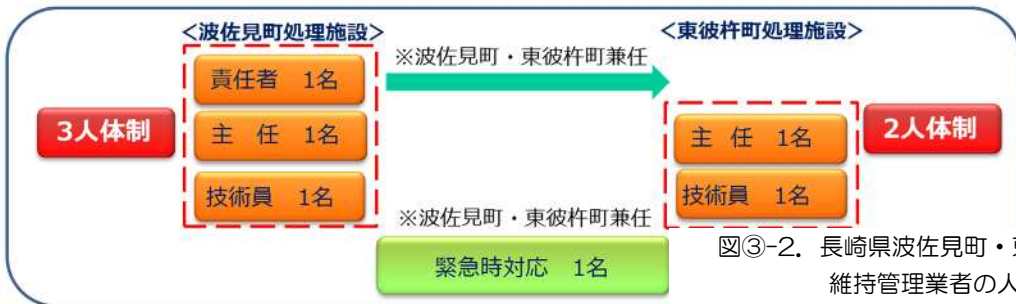 <波佐見町処理施設>
<東彼杵町処理施設>
※波佐見町・東彼杵町兼任
責任者 1名
3人体制
主 任 1名
技術員 1名
主 任 1名
技術員 1名
2人体制
※波佐見町・東彼杵町兼任
緊急時対応 1名
図③-2. 長崎県波佐見町・
維持管理業者の人